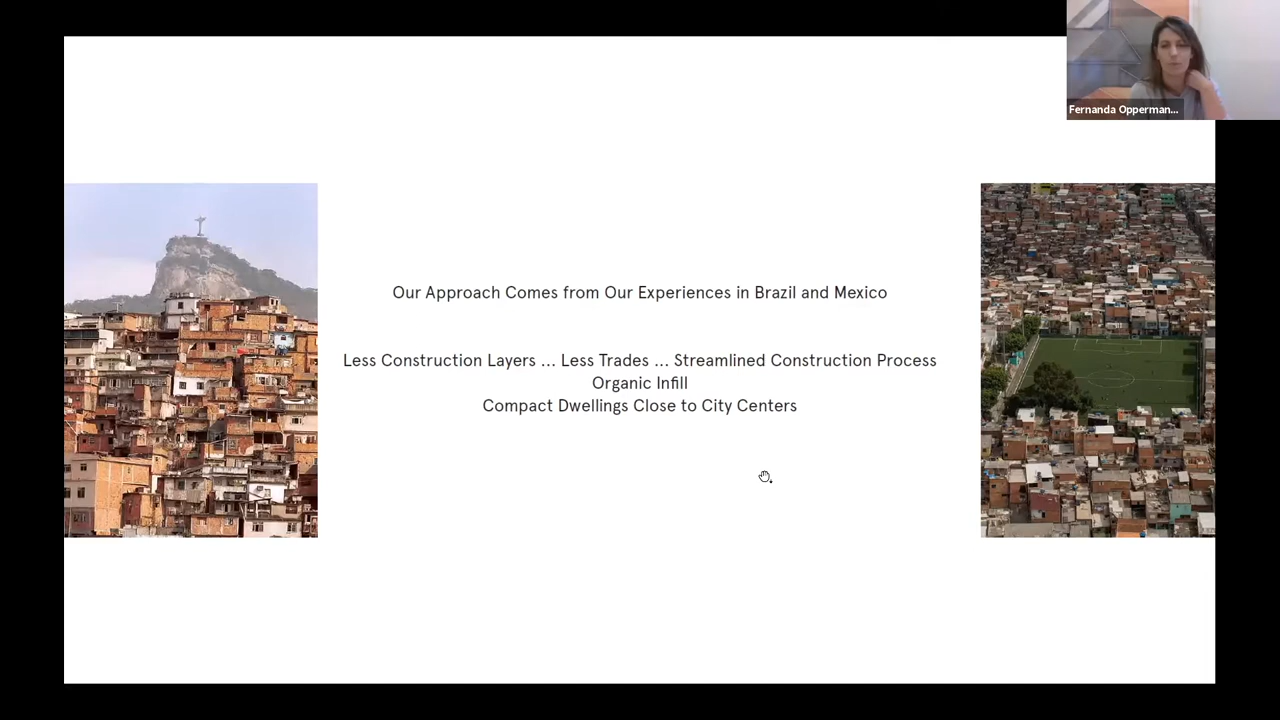 Fernanda Opperman...
Our Approach Comes from Our Experiences in Brazil and Mexico
Less Construction Layers ... Less Trades ... Streamlined Construction Process
Organic Infill
Compact Dwellings Close to City Centers